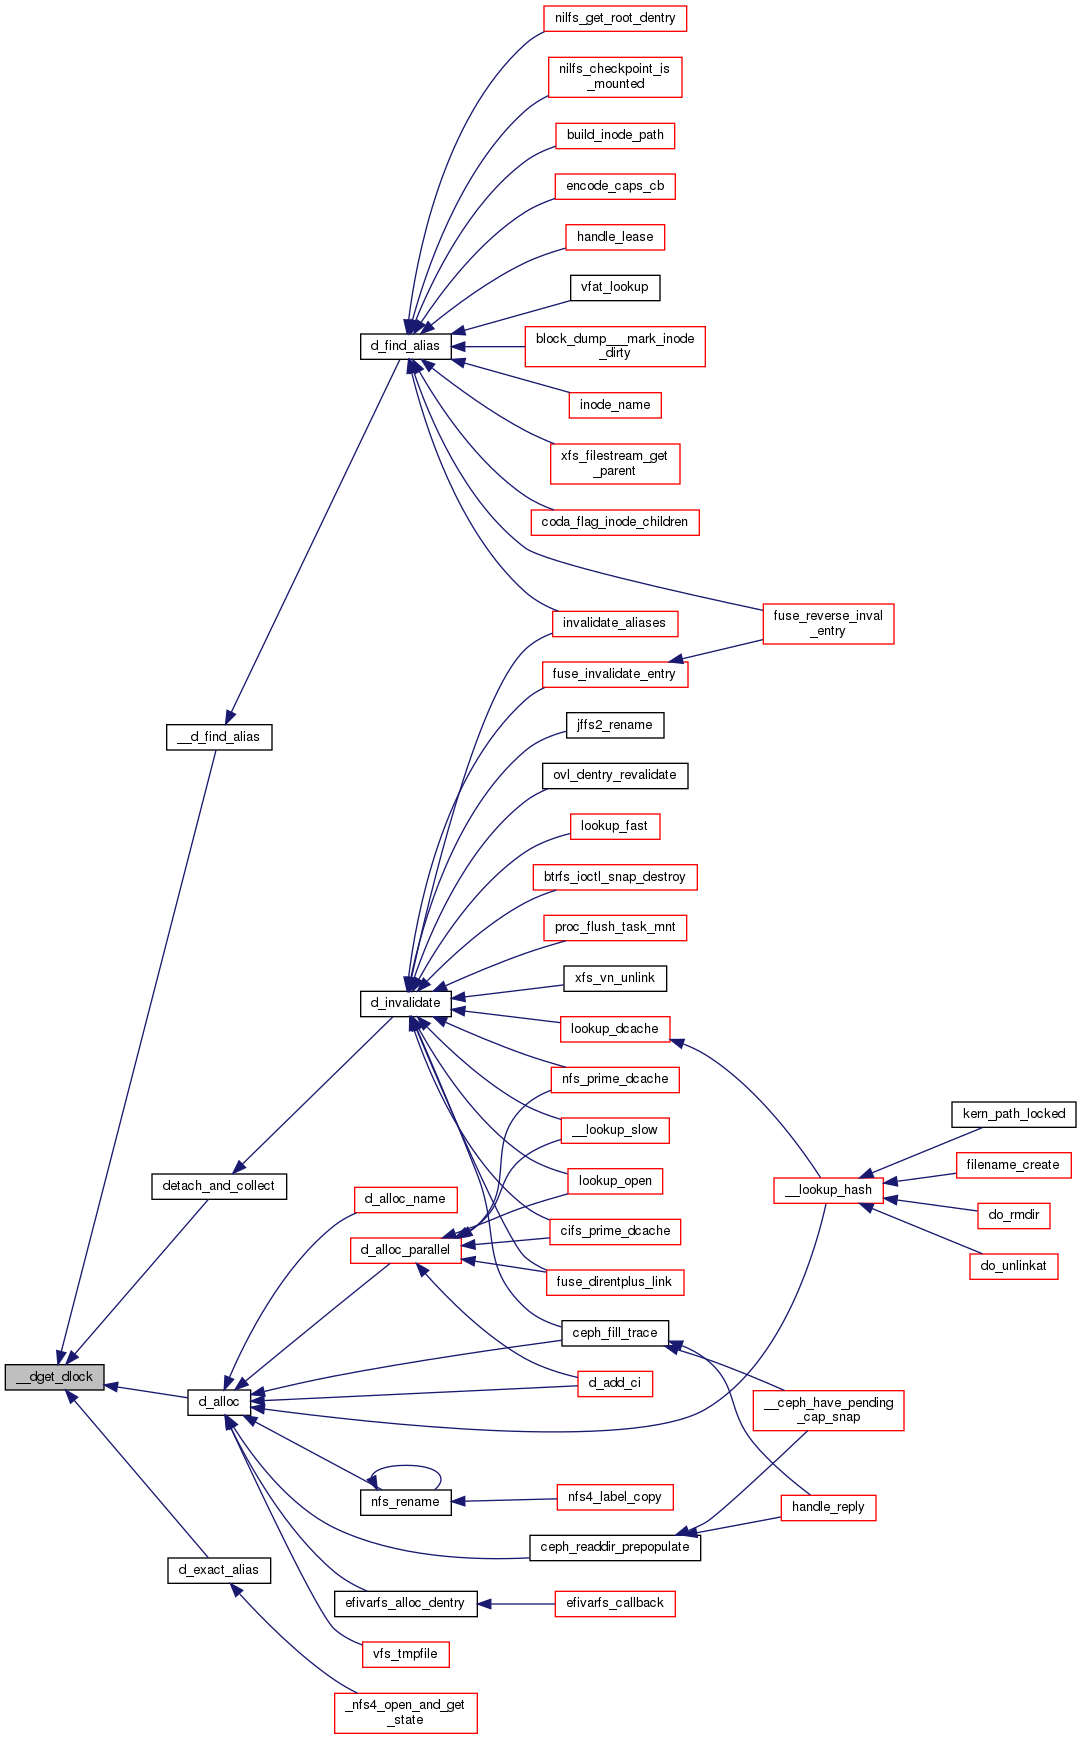 nilfs_get_root_dentry
nilfs_checkpoint_is
_mounted
build_inode_path
encode_caps_cb
handle_lease
vfat_lookup
d_find_alias
block_dump___mark_inode
_dirty
inode_name
xfs_filestream_get
_parent
coda_flag_inode_children
invalidate_aliases
fuse_reverse_inval
_entry
fuse_invalidate_entry
jffs2_rename
__d_find_alias
ovl_dentry_revalidate
lookup_fast
btrfs_ioctl_snap_destroy
proc_flush_task_mnt
xfs_vn_unlink
d_invalidate
lookup_dcache
nfs_prime_dcache
kern_path_locked
__lookup_slow
filename_create
detach_and_collect
lookup_open
__lookup_hash
d_alloc_name
do_rmdir
cifs_prime_dcache
d_alloc_parallel
do_unlinkat
fuse_direntplus_link
ceph_fill_trace
__dget_dlock
d_add_ci
d_alloc
__ceph_have_pending
_cap_snap
nfs_rename
nfs4_label_copy
handle_reply
ceph_readdir_prepopulate
d_exact_alias
efivarfs_alloc_dentry
efivarfs_callback
vfs_tmpfile
_nfs4_open_and_get
_state